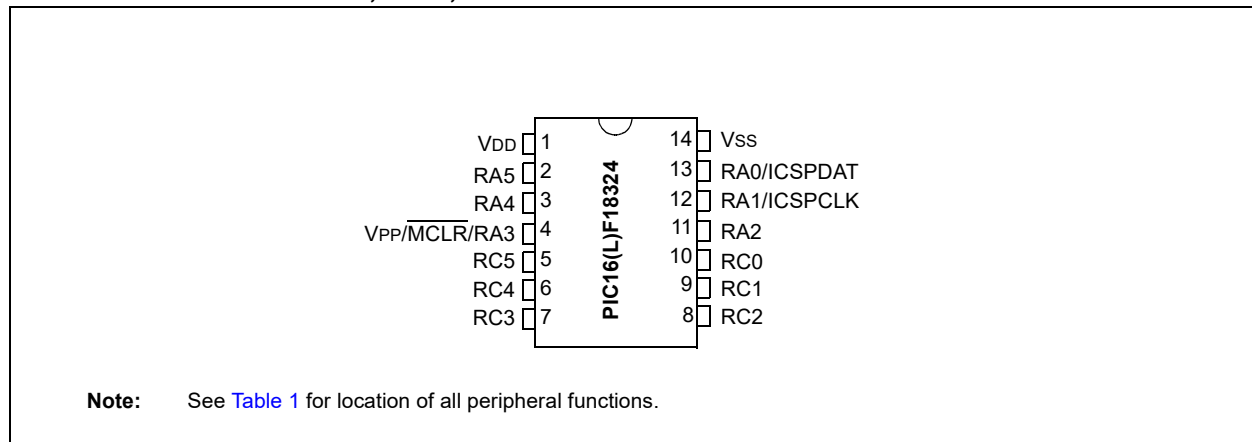 VDD 1 14 VSS
RA5 2 13 RA0/ICSPDAT
RA4 3 12 RA1/ICSPCLK
VPP/MCLR/RA3 4 11 RA2
RC5 5 10 RC0
RC4 6 9 RC1
RC3 7 8 RC2
PIC16(L)F18324
Note: See Table 1 for location of all peripheral functions.